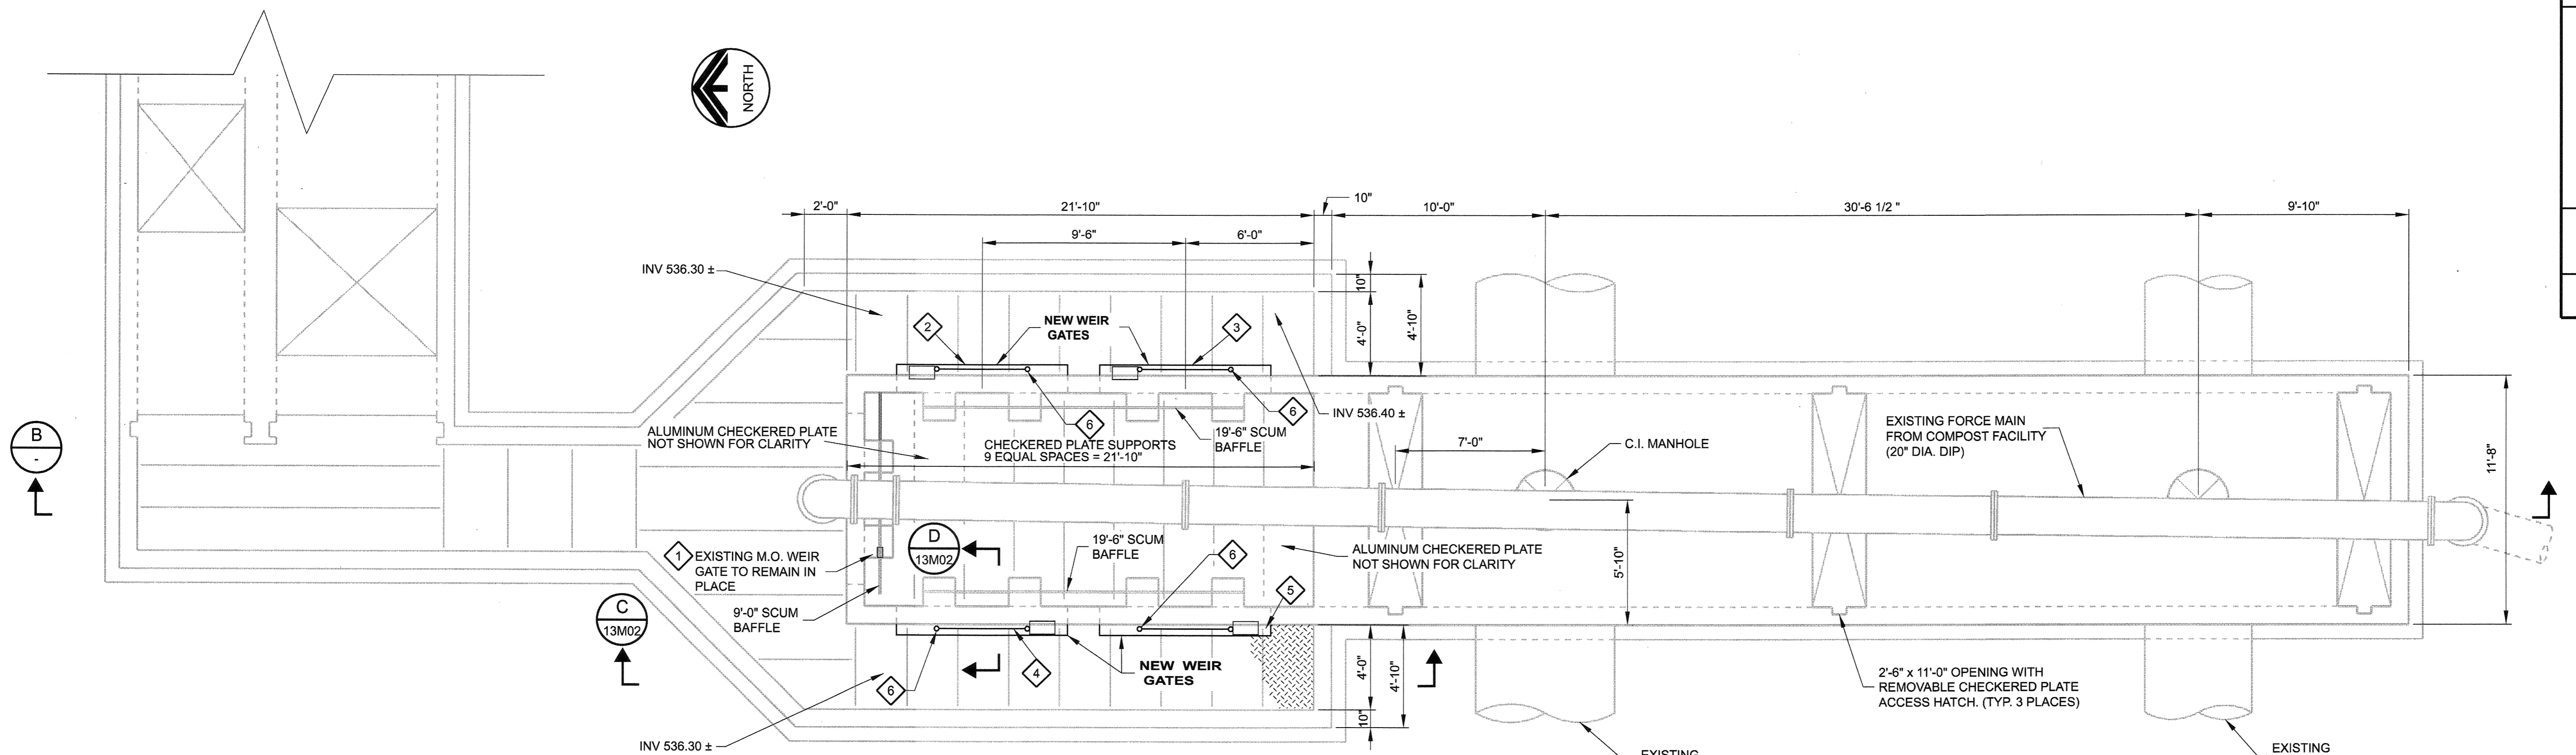 NORTH
10"
2'-0"
21'-10"
10'-0"
30'-6 1/2 "
9'-10"
9'-6"
6'-0"
INV 536.30 ±
10"
4'-0"
4'-10"
NEW WEIR
GATES
2
3
INV 536.40 ±
6
6
ALUMINUM CHECKERED PLATE
NOT SHOWN FOR CLARITY
CHECKERED PLATE SUPPORTS
9 EQUAL SPACES = 21'-10"
19'-6" SCUM
BAFFLE
7'-0"
C.I. MANHOLE
EXISTING FORCE MAIN
FROM COMPOST FACILITY
(20" DIA. DIP)
11'-8"
B
-
1
EXISTING M.O. WEIR
GATE TO REMAIN IN
PLACE
D
13M02
19'-6" SCUM
BAFFLE
6
ALUMINUM CHECKERED PLATE
NOT SHOWN FOR CLARITY
5'-10"
5
9'-0" SCUM
BAFFLE
C
13M02
6
4
NEW WEIR
GATES
4'-0"
4'-10"
10"
2'-6" x 11'-0" OPENING WITH
REMOVABLE CHECKERED PLATE
ACCESS HATCH. (TYP. 3 PLACES)
INV 536.30 ±
EXISTING
EXISTING